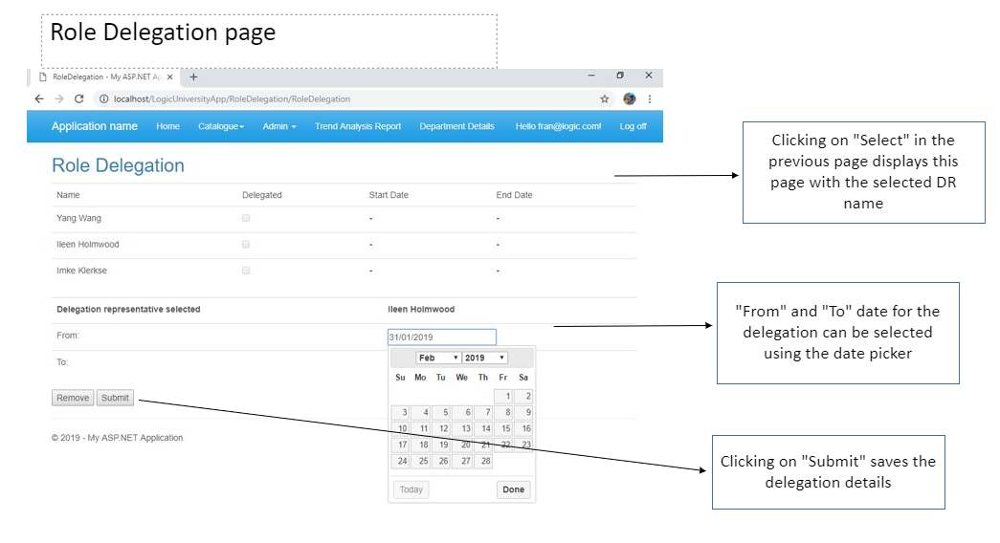 Role Delegation page
RoleDelegation - My ASP.NET Ap
localhost/LogicUniversityApp/RoleDelegation/RoleDelegation
Application name Home Catalogue Admin Trend Analysis Report Department Details Hello fran@logic.com! Log off
Role Delegation
Name Delegated Start Date End Date
Yang Wang - -
Ileen Holmwood - -
Imke Klerkse - -
Delegation representative selected Ileen Holmwood
From: 31/01/2019
To:
Feb 2019
Su Mo Tu We Th Fr Sa
1 2
3 4 5 6 7 8 9
10 11 12 13 14 15 16
17 18 19 20 21 22 23
24 25 26 27 28
Today Done
Remove Submit
© 2019 - My ASP.NET Application
Clicking on "Select" in the
previous page displays this
page with the selected DR
name
"From" and "To" date for the
delegation can be selected
using the date picker
Clicking on "Submit" saves the
delegation details